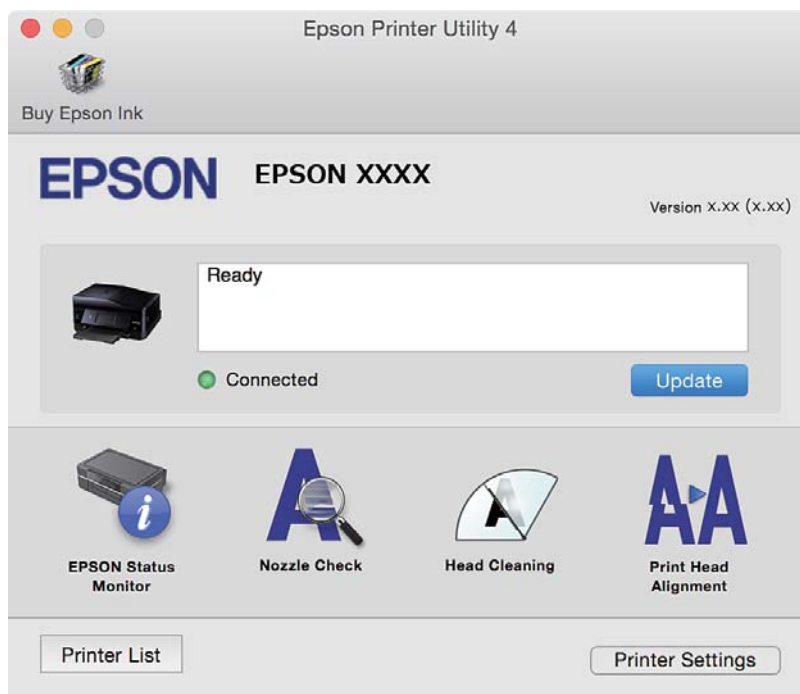 Epson Printer Utility 4
Buy Epson Ink
EPSON
EPSON XXXX
Version x.xx (x.xx)
Ready
Connected
Update
EPSON Status
Monitor
Nozzle Check
Head Cleaning
Print Head
Alignment
Printer List
Printer Settings